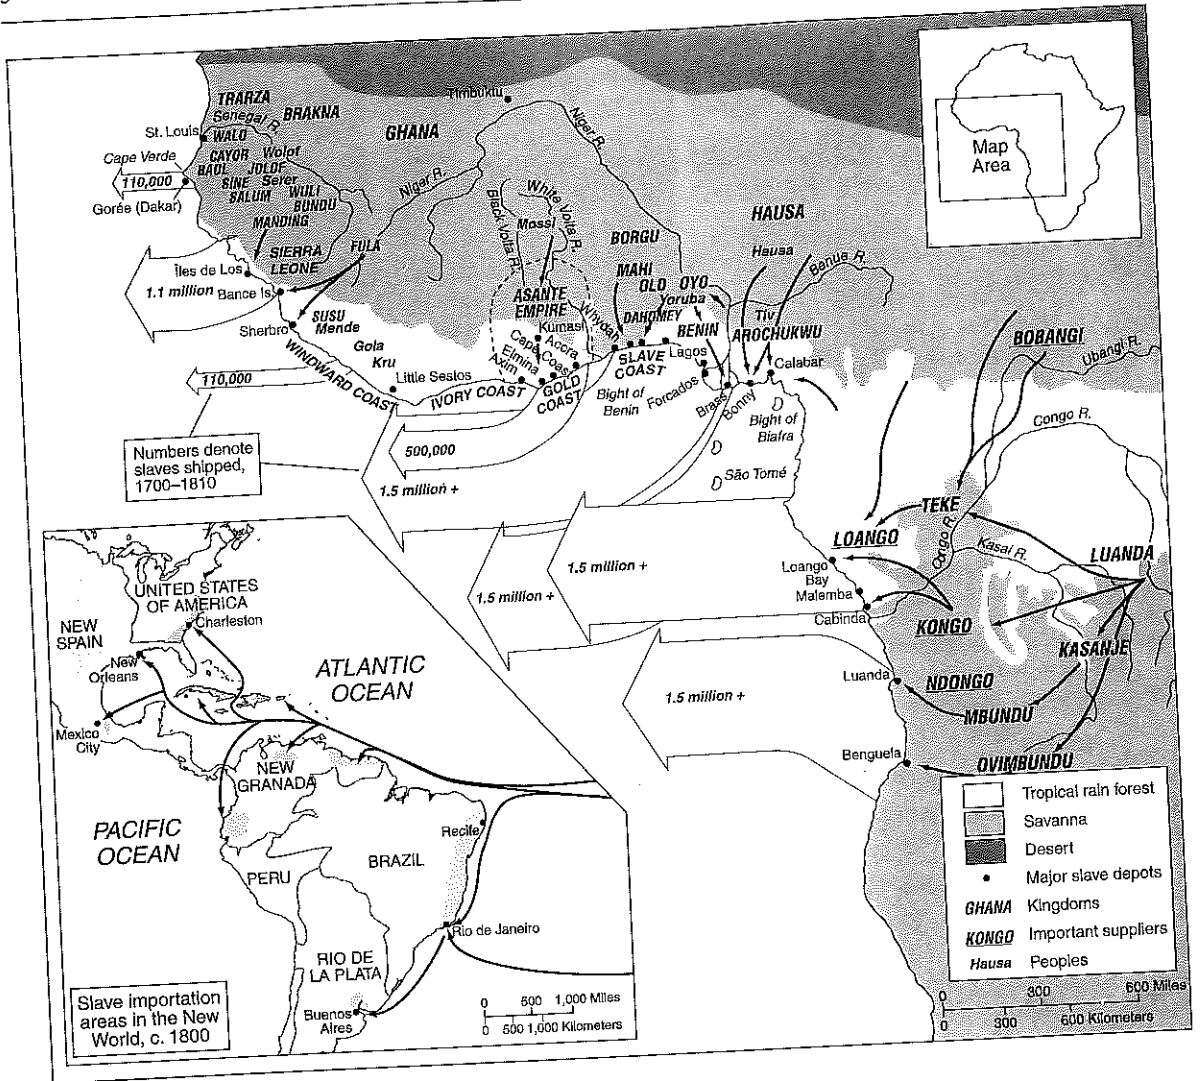 Timbuktu
TRARZA
BRAKNA
Senegal R.
St. Louis
WALO
GHANA
Niger R.
Cape Verde
CAYOR
Wolof
BAOL
JOLOF
110,000
SINE
Serer
Niger R.
SALUM
WULI
Gorée (Dakar)
BUNDU
MANDING
Black Volta R.
White Volta R.
Mossi
HAUSA
BORGU
Hausa
Benue R.
SIERRA
LEONE
FULA
Îles de Los
1.1 million
Bance Is.
MAHI
OLD OYO
Yoruba
ASANTE
EMPIRE
Whydah
DAHOMEY
Tiv
Sherbro
SUSU
Mende
Kumasi
BENIN
AROCHUKWU
Gola
Kru
Cape Coast
Accra
Elmina
Axim
SLAVE
COAST
Lagos
Calabar
WINDWARD COAST
Little Sestos
IVORY COAST
GOLD
COAST
Bight of
Benin
Forcados
Brass
Bonny
Bight of
Biafra
110,000
500,000
São Tomé
1.5 million +
Numbers denote
slaves shipped,
1700–1810
Map
Area
BOBANGI
Ubangi R.
Congo R.
TEKE
LOANGO
Congo R.
Kasai R.
LUANDA
Loango
Bay
Malemba
Cabinda
KONGO
KASANJE
1.5 million +
1.5 million +
1.5 million +
Luanda
NDONGO
MBUNDU
Benguela
OVIMBUNDU
Tropical rain forest
Savanna
Desert
Major slave depots
GHANA Kingdoms
KONGO Important suppliers
Hausa Peoples
0 300 600 Miles
0 300 600 Kilometers
UNITED STATES
OF AMERICA
Charleston
NEW
SPAIN
New
Orleans
ATLANTIC
OCEAN
Mexico
City
NEW
GRANADA
PACIFIC
OCEAN
Recife
BRAZIL
PERU
Rio de Janeiro
RIO DE
LA PLATA
Buenos
Aires
Slave importation
areas in the New
World, c. 1800
0 500 1,000 Miles
0 500 1,000 Kilometers